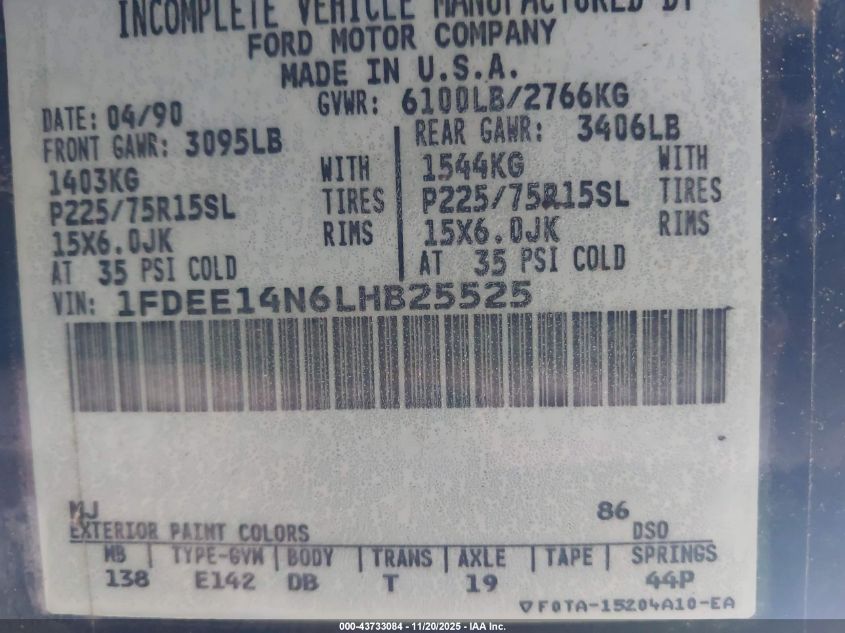 INCOMPLETE VEHICLE MANUFACTURED BY
FORD MOTOR COMPANY
MADE IN U.S.A.
DATE: 04/90 GVWR: 6100LB/2766KG
FRONT GAWR: 3095LB REAR GAWR: 3406LB
1403KG WITH 1544KG WITH
P225/75R15SL TIRES P225/75R15SL TIRES
15X6.0JK RIMS 15X6.0JK RIMS
AT 35 PSI COLD AT 35 PSI COLD
VIN: 1FDEE14N6LHB25525
MJ 86
EXTERIOR PAINT COLORS DSO
WB | TYPE-GVW | BODY | TRANS | AXLE | TAPE | SPRINGS
138 E142 DB T 19 44P
F0TA-15204A10-EA
000-43733084 - 11/20/2025 - IAA Inc.